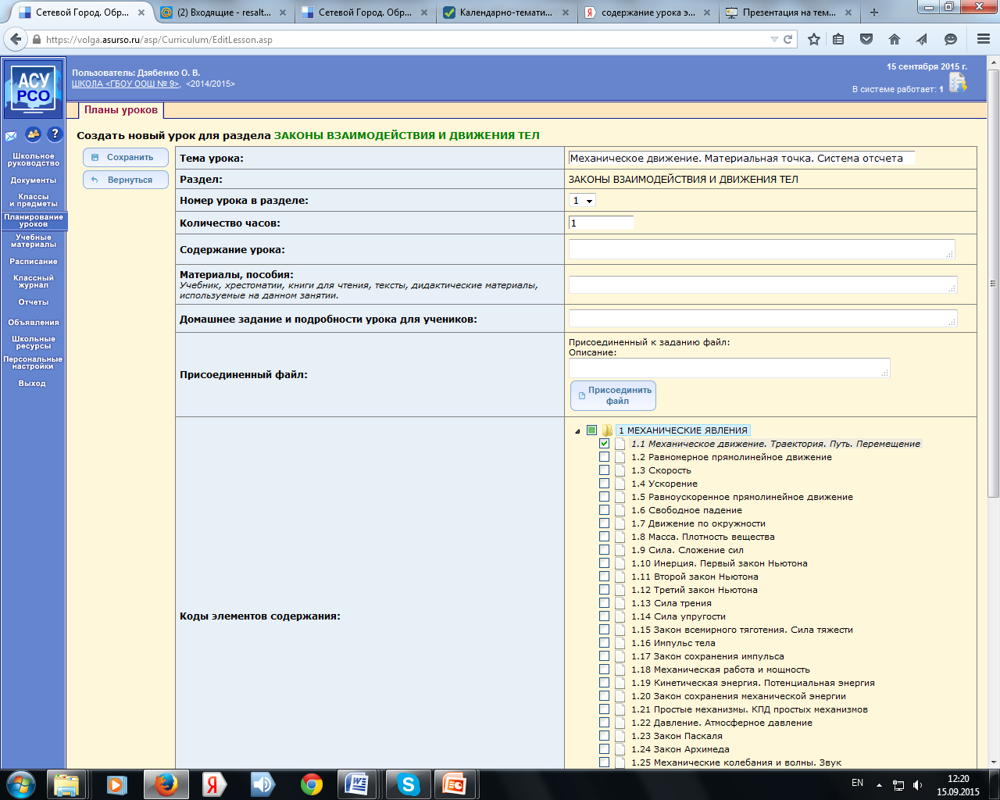 Сетевой Город. Обр...
(2) Входящие - resalt...
Сетевой Город. Обр...
Календарно-темати...
содержание урока э...
Презентация на тем...
https://volga.asurso.ru/asp/Curriculum/EditLesson.asp
АСУ
РСО
Пользователь: Дзябенко О. В.
ШКОЛА <ГБОУ ООШ № 9>, <2014/2015>
15 сентября 2015 г.
В системе работает: 1
Школьное
руководство
Документы
Классы
и предметы
Планирование
уроков
Учебные
материалы
Расписание
Классный
журнал
Отчеты
Объявления
Школьные
ресурсы
Персональные
настройки
Выход
Планы уроков
Создать новый урок для раздела ЗАКОНЫ ВЗАИМОДЕЙСТВИЯ И ДВИЖЕНИЯ ТЕЛ
Сохранить
Вернуться
Тема урока:
Механическое движение. Материальная точка. Система отсчета
Раздел:
ЗАКОНЫ ВЗАИМОДЕЙСТВИЯ И ДВИЖЕНИЯ ТЕЛ
Номер урока в разделе:
1
Количество часов:
1
Содержание урока:
Материалы, пособия:
Учебник, хрестоматии, книги для чтения, тексты, дидактические материалы,
используемые на данном занятии.
Домашнее задание и подробности урока для учеников:
Присоединенный файл:
Присоединенный к заданию файл:
Описание:
Присоединить
файл
Коды элементов содержания:
1 МЕХАНИЧЕСКИЕ ЯВЛЕНИЯ
1.1 Механическое движение. Траектория. Путь. Перемещение
1.2 Равномерное прямолинейное движение
1.3 Скорость
1.4 Ускорение
1.5 Равноускоренное прямолинейное движение
1.6 Свободное падение
1.7 Движение по окружности
1.8 Масса. Плотность вещества
1.9 Сила. Сложение сил
1.10 Инерция. Первый закон Ньютона
1.11 Второй закон Ньютона
1.12 Третий закон Ньютона
1.13 Сила трения
1.14 Сила упругости
1.15 Закон всемирного тяготения. Сила тяжести
1.16 Импульс тела
1.17 Закон сохранения импульса
1.18 Механическая работа и мощность
1.19 Кинетическая энергия. Потенциальная энергия
1.20 Закон сохранения механической энергии
1.21 Простые механизмы. КПД простых механизмов
1.22 Давление. Атмосферное давление
1.23 Закон Паскаля
1.24 Закон Архимеда
1.25 Механические колебания и волны. Звук
EN
12:20
15.09.2015